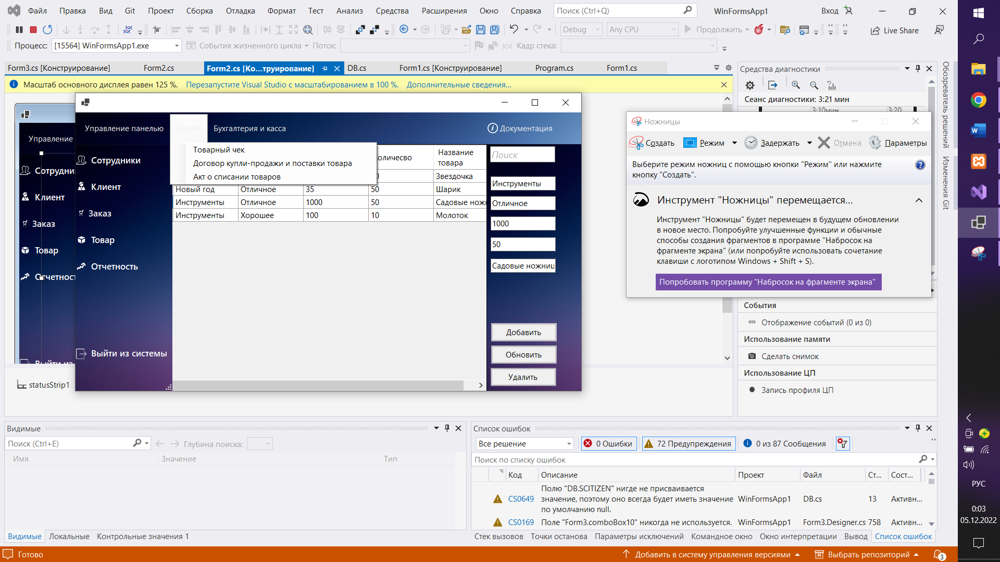 Файл Правка Вид Git Проект Сборка Отладка Формат Тест Анализ Средства Расширения Окно Справка Поиск (Ctrl+Q) WinFormsApp1 Вход
Debug Any CPU Продолжить Live Share
Процесс: [15564] WinFormsApp1.exe События жизненного цикла Поток: Кадр стека:
Form3.cs [Конструирование] Form2.cs Form2.cs [Ко...труирование] DB.cs Form1.cs [Конструирование] Program.cs Form1.cs
Масштаб основного дисплея равен 125 %. Перезапустите Visual Studio с масштабированием в 100 %. Дополнительные сведения...
Управление
Сотрудни
Клиент
Заказ
Товар
Отчетност
statusStrip1
Управление панелью Бланки Бухгалтерия и касса Документация
Товарный чек
Договор купли-продажи и поставки товара
Акт о списании товаров
Сотрудники
Клиент
Заказ
Товар
Отчетность
Выйти из системы
оличесво Название товара
Звездочка
Новый год Отличное 35 50 Шарик
Инструменты Отличное 1000 50 Садовые нож
Инструменты Хорошее 100 10 Молоток
Поиск
Инструменты
Отличное
1000
50
Садовые ножниц
Добавить
Обновить
Удалить
Средства диагностики
Сеанс диагностики: 3:21 мин
3:10мин 3:20
Ножницы
Создать Режим Задержать Отмена Параметры
Выберите режим ножниц с помощью кнопки "Режим" или нажмите
кнопку "Создать".
Инструмент "Ножницы" перемещается...
Инструмент "Ножницы" будет перемещен в будущем обновлении
в новое место. Попробуйте улучшенные функции и обычные
способы создания фрагментов в программе "Набросок на
фрагменте экрана" (или попробуйте использовать сочетание
клавиши с логотипом Windows + Shift + S).
Попробовать программу "Набросок на фрагменте экрана"
События
Отображение событий (0 из 0)
Использование памяти
Сделать снимок
Использование ЦП
Запись профиля ЦП
Обозреватель решений
Изменения Git
Видимые
Поиск (Ctrl+E) Глубина поиска:
Имя Значение Тип
Видимые Локальные Контрольные значения 1
Список ошибок
Все решение 0 Ошибки 72 Предупреждения 0 из 87 Сообщения
Поиск по списку ошибок
Код Описание Проект Файл Ст... Сост...
Полю "DB.SCITIZEN" нигде не присваивается
CS0649 значение, поэтому оно всегда будет иметь значение WinFormsApp1 DB.cs 13 Активн...
по умолчанию null.
CS0169 Поле "Form3.comboBox10" никогда не используется. WinFormsApp1 Form3.Designer.cs 758 Активн...
Стек вызовов Точки останова Параметры исключений Командное окно Окно интерпретации Вывод Список ошибок
Готово Добавить в систему управления версиями Выбрать репозиторий 3
РУС
0:03
05.12.2022